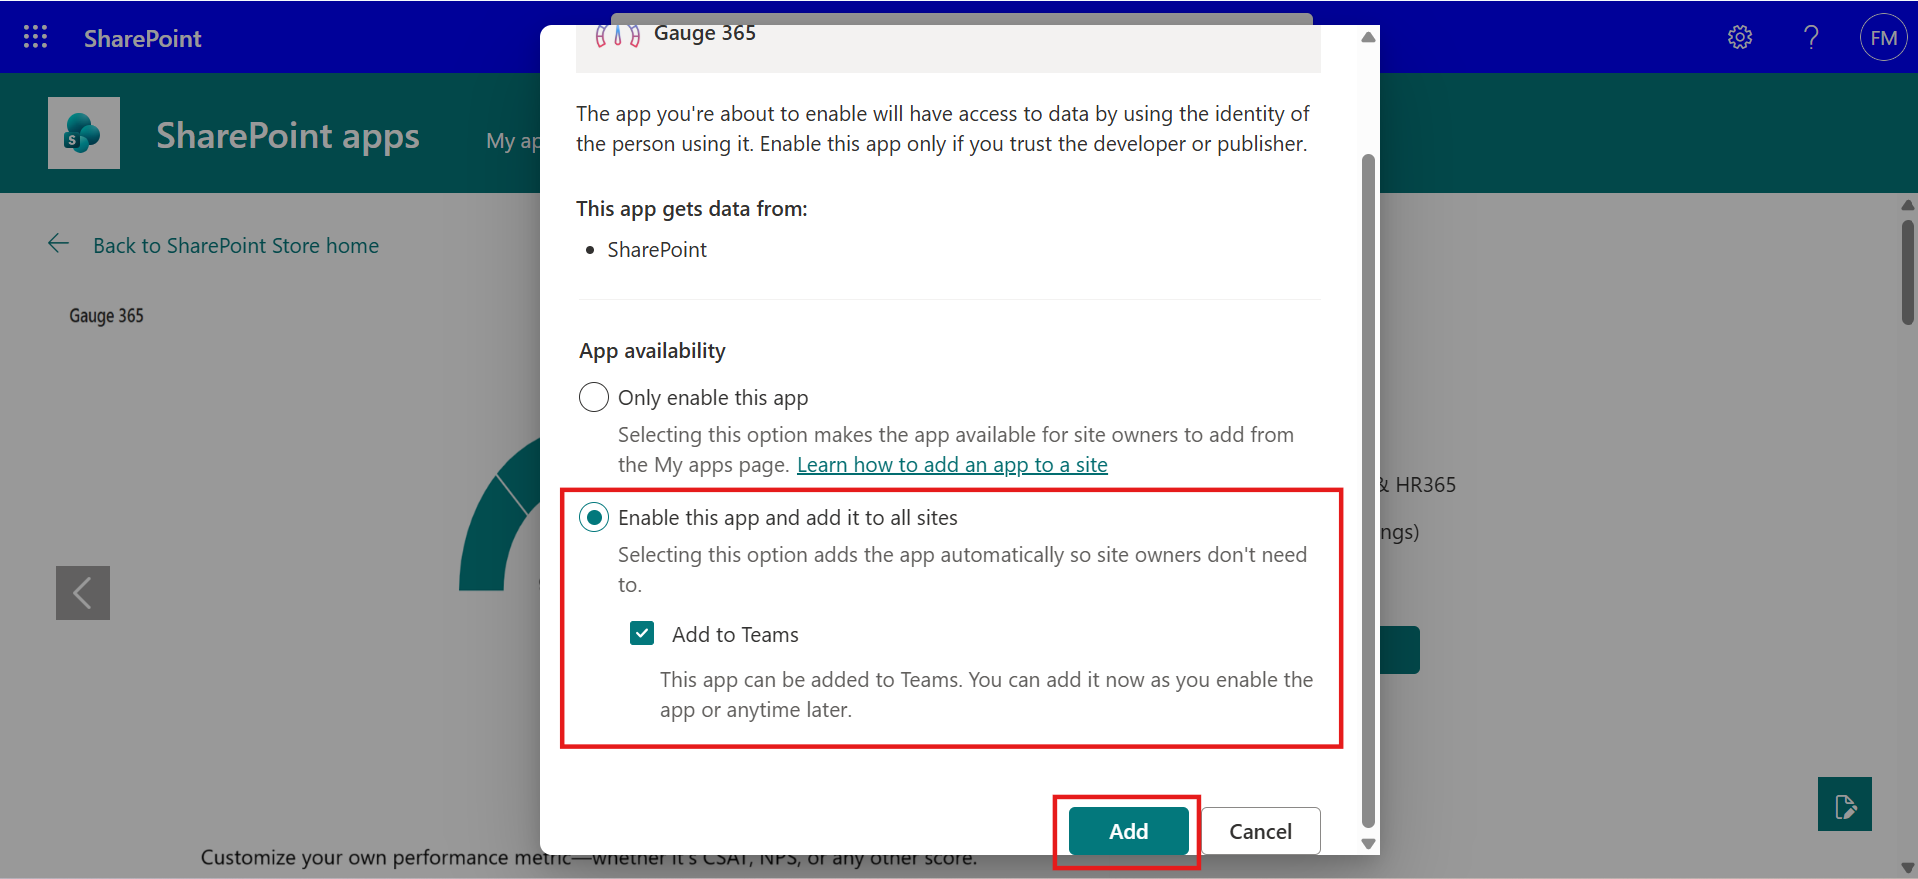 SharePoint
FM
SharePoint apps
My ap
Back to SharePoint Store home
Gauge 365
Gauge 365
The app you're about to enable will have access to data by using the identity of
the person using it. Enable this app only if you trust the developer or publisher.
This app gets data from:
• SharePoint
App availability
Only enable this app
Selecting this option makes the app available for site owners to add from
the My apps page. Learn how to add an app to a site
Enable this app and add it to all sites
Selecting this option adds the app automatically so site owners don't need
to.
Add to Teams
This app can be added to Teams. You can add it now as you enable the
app or anytime later.
Add
Cancel
& HR365
ngs)
Customize your own performance metric—whether it's CSAT, NPS, or any other score.